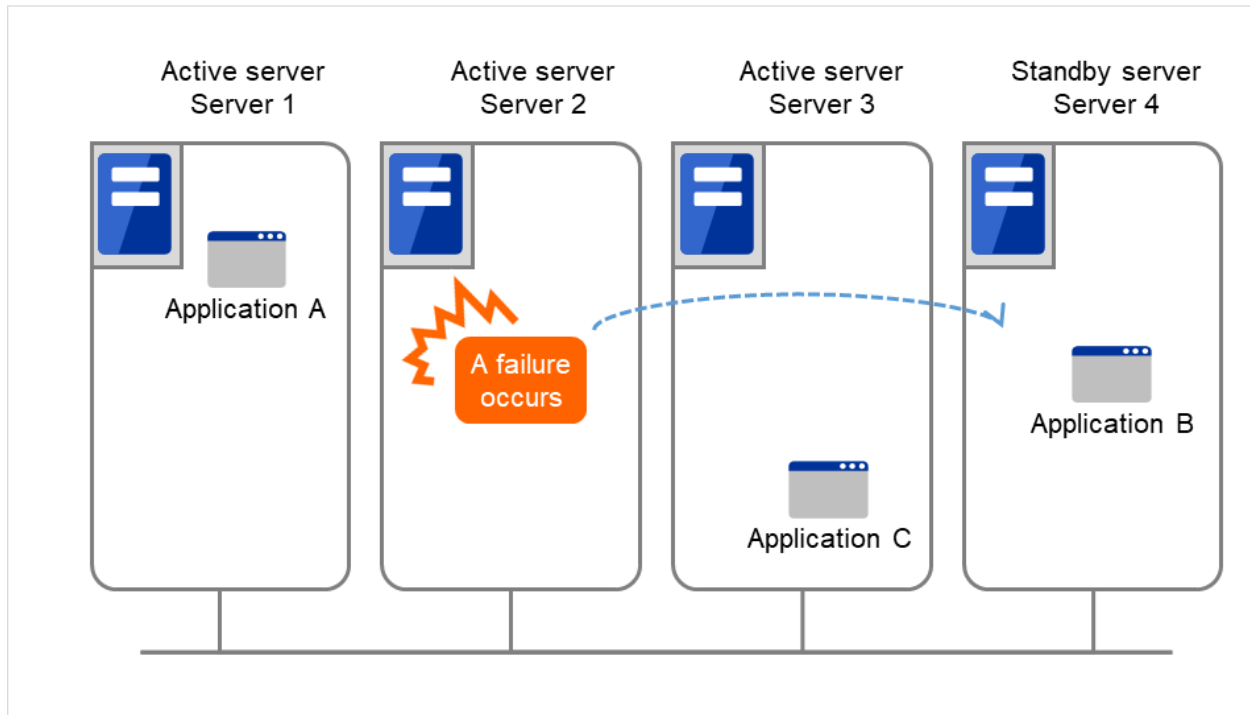 Active server
Server 1
Active server
Server 2
Active server
Server 3
Standby server
Server 4
Application A
A failure
occurs
Application B
Application C